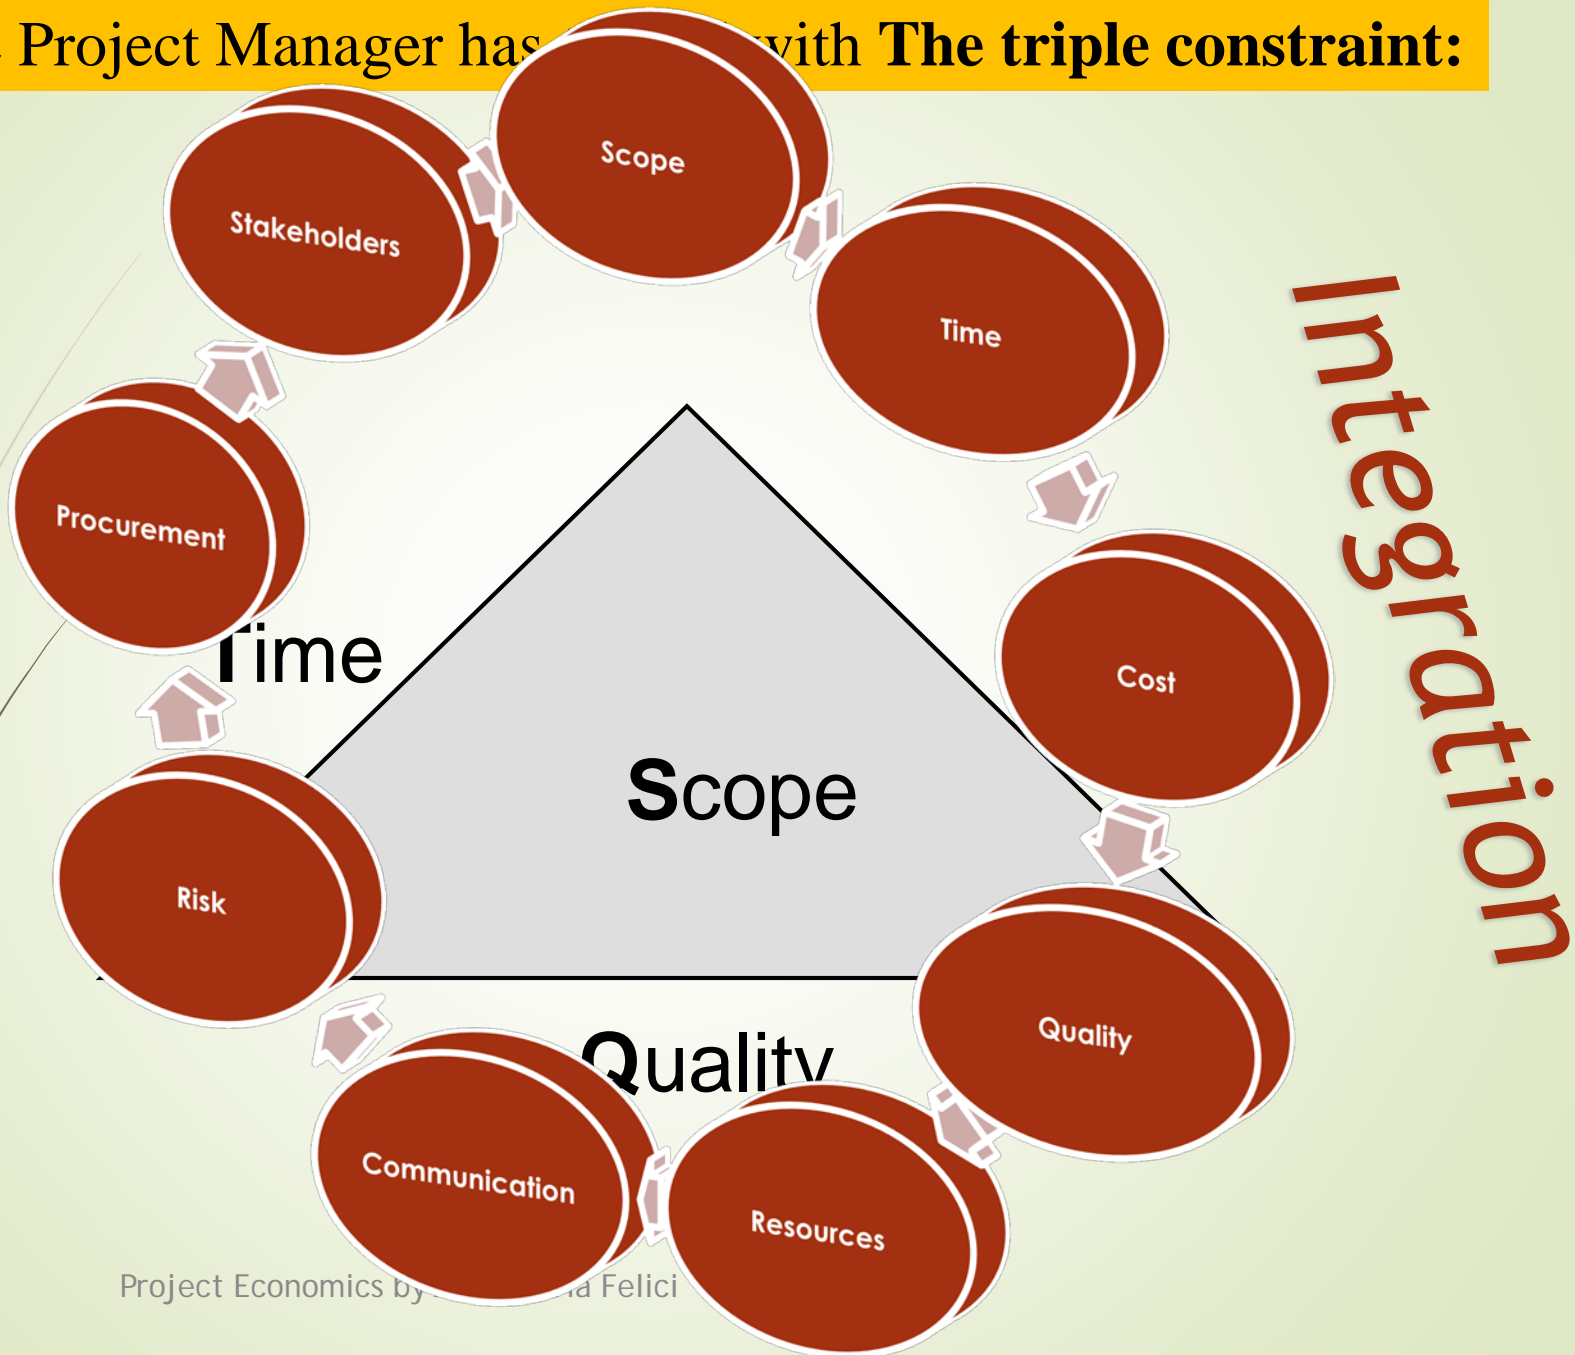 Project Manager has with The triple constraint:
Scope
Stakeholders
Time
Integration
Procurement
Time
Cost
Scope
Risk
Quality
Quality
Communication
Resources
Project Economics by Felici